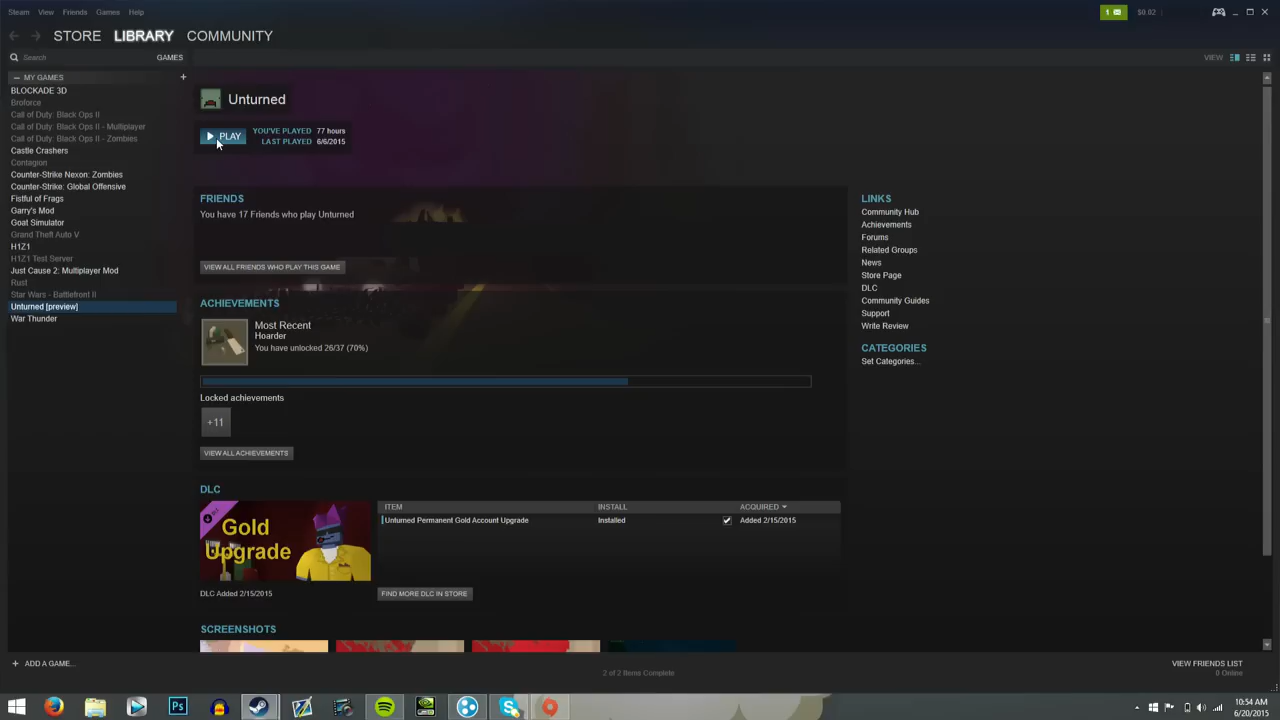 Steam View Friends Games Help
1 $0.02
STORE LIBRARY COMMUNITY
Search GAMES VIEW
MY GAMES +
BLOCKADE 3D
Broforce
Call of Duty: Black Ops II
Call of Duty: Black Ops II - Multiplayer
Call of Duty: Black Ops II - Zombies
Castle Crashers
Contagion
Counter-Strike Nexon: Zombies
Counter-Strike: Global Offensive
Fistful of Frags
Garry's Mod
Goat Simulator
Grand Theft Auto V
H1Z1
H1Z1 Test Server
Just Cause 2: Multiplayer Mod
Rust
Star Wars - Battlefront II
Unturned [preview]
War Thunder
Unturned
PLAY
YOU'VE PLAYED 77 hours
LAST PLAYED 6/6/2015
FRIENDS
You have 17 Friends who play Unturned
VIEW ALL FRIENDS WHO PLAY THIS GAME
ACHIEVEMENTS
Most Recent
Hoarder
You have unlocked 26/37 (70%)
Locked achievements
+11
VIEW ALL ACHIEVEMENTS
DLC
Gold
Upgrade
DLC Added 2/15/2015
ITEM INSTALL ACQUIRED
Unturned Permanent Gold Account Upgrade Installed Added 2/15/2015
FIND MORE DLC IN STORE
SCREENSHOTS
LINKS
Community Hub
Achievements
Forums
Related Groups
News
Store Page
DLC
Community Guides
Support
Write Review
CATEGORIES
Set Categories...
+ ADD A GAME...
2 of 2 Items Complete
VIEW FRIENDS LIST
0 Online
Ps
10:54 AM
6/20/2015